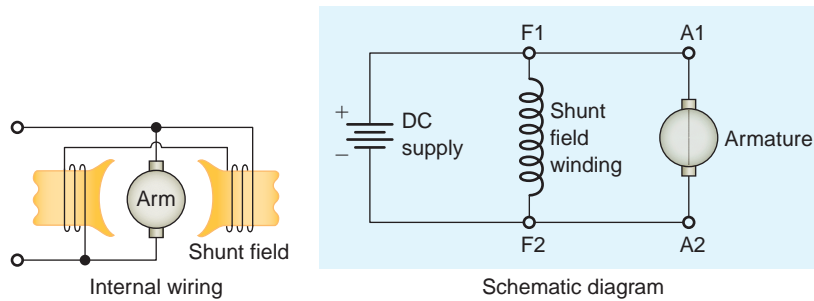 Arm
Shunt field
Internal wiring
F1
A1
+
−
DC
supply
Shunt
field
winding
Armature
F2
A2
Schematic diagram